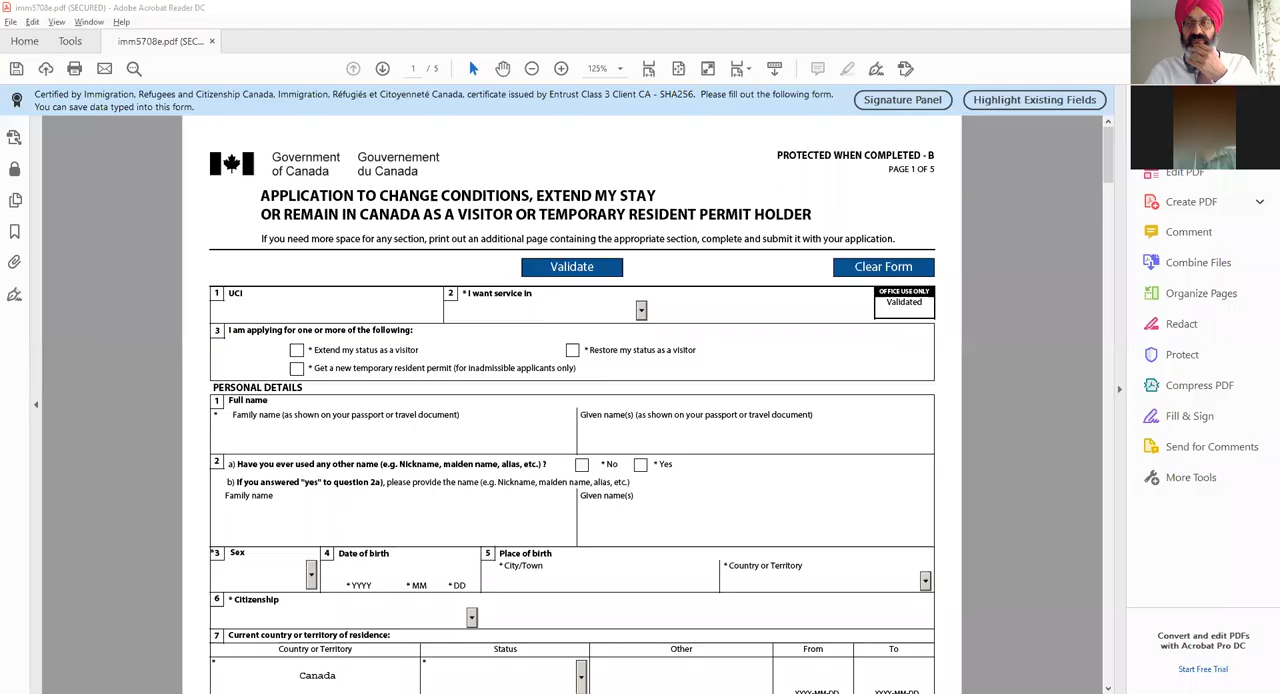 imm5708e.pdf (SECURED) - Adobe Acrobat Reader DC
File Edit View Window Help
Home Tools imm5708e.pdf (SEC... ×
1 / 5 125%
Certified by Immigration, Refugees and Citizenship Canada, Immigration, Réfugiés et Citoyenneté Canada, certificate issued by Entrust Class 3 Client CA - SHA256. Please fill out the following form.
You can save data typed into this form.
Signature Panel Highlight Existing Fields
Government of Canada
Gouvernement du Canada
PROTECTED WHEN COMPLETED - B
PAGE 1 OF 5
APPLICATION TO CHANGE CONDITIONS, EXTEND MY STAY
OR REMAIN IN CANADA AS A VISITOR OR TEMPORARY RESIDENT PERMIT HOLDER
If you need more space for any section, print out an additional page containing the appropriate section, complete and submit it with your application.
Validate Clear Form
1 UCI 2 * I want service in
OFFICE USE ONLY
Validated
3 I am applying for one or more of the following:
* Extend my status as a visitor * Restore my status as a visitor
* Get a new temporary resident permit (for inadmissible applicants only)
PERSONAL DETAILS
1 Full name
* Family name (as shown on your passport or travel document) Given name(s) (as shown on your passport or travel document)
2 a) Have you ever used any other name (e.g. Nickname, maiden name, alias, etc.) ? * No * Yes
b) If you answered "yes" to question 2a), please provide the name (e.g. Nickname, maiden name, alias, etc.)
Family name Given name(s)
*3 Sex 4 Date of birth 5 Place of birth
* City/Town * Country or Territory
* YYYY * MM * DD
6 * Citizenship
7 Current country or territory of residence:
Country or Territory Status Other From To
* *
Canada
YYYY-MM-DD YYYY-MM-DD
Edit PDF
Create PDF
Comment
Combine Files
Organize Pages
Redact
Protect
Compress PDF
Fill & Sign
Send for Comments
More Tools
Convert and edit PDFs
with Acrobat Pro DC
Start Free Trial